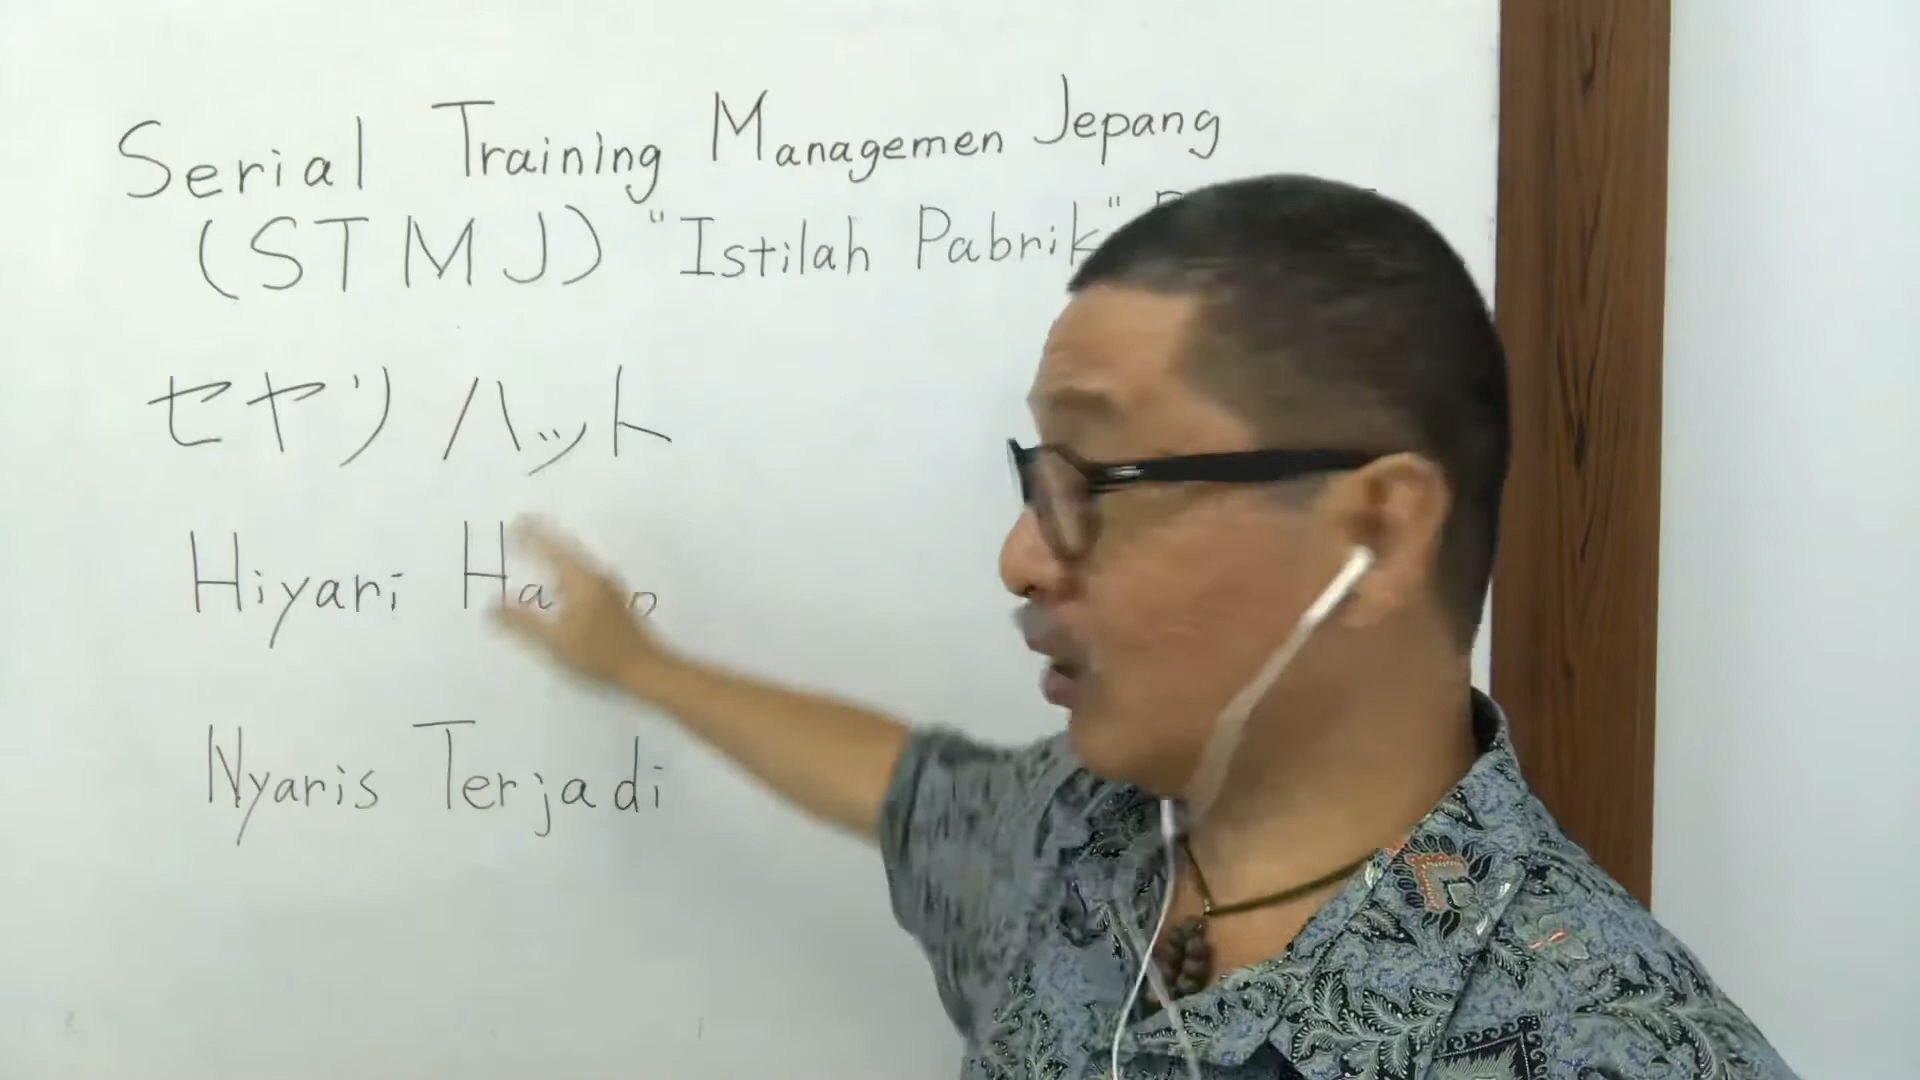 Serial Training Managemen Jepang
(STMJ) "Istilah Pabrik"
セヤリ ハット
Hiyari
Nyaris Terjadi